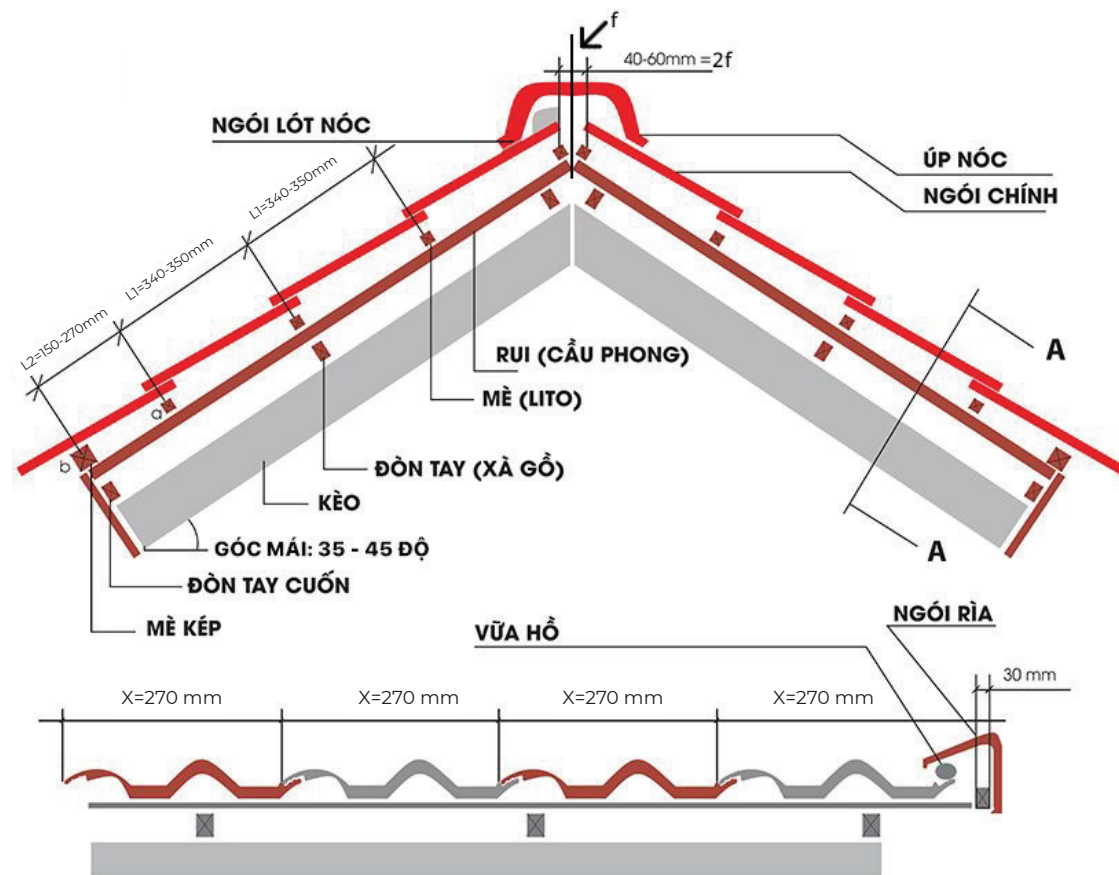 f
40-60mm =2f
NGÓI LÓT NÓC
ÚP NÓC
NGÓI CHÍNH
L1=340-350mm
L1=340-350mm
L2=150-270mm
a
b
RUI (CẦU PHONG)
MÈ (LITO)
ĐÒN TAY (XÀ GỒ)
KÈO
GÓC MÁI: 35 - 45 ĐỘ
ĐÒN TAY CUỐN
MÈ KÉP
A
A
VỮA HỒ
NGÓI RÌA
30 mm
X=270 mm
X=270 mm
X=270 mm
X=270 mm